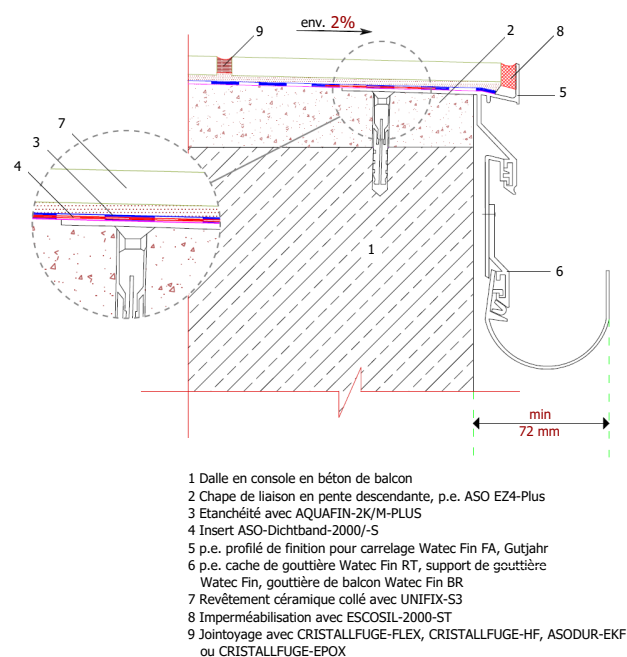 9
env. 2%
2
8
7
5
3
4
1
6
min
72 mm
1 Dalle en console en béton de balcon
2 Chape de liaison en pente descendante, p.e. ASO EZ4-Plus
3 Etanchéité avec AQUAFIN-2K/M-PLUS
4 Insert ASO-Dichtband-2000/-S
5 p.e. profilé de finition pour carrelage Watec Fin FA, Gutjahr
6 p.e. cache de gouttière Watec Fin RT, support de gouttière
Watec Fin, gouttière de balcon Watec Fin BR
7 Revêtement céramique collé avec UNIFIX-S3
8 Imperméabilisation avec ESCOSIL-2000-ST
9 Jointoyage avec CRISTALLFUGE-FLEX, CRISTALLFUGE-HF, ASODUR-EKF
ou CRISTALLFUGE-EPOX